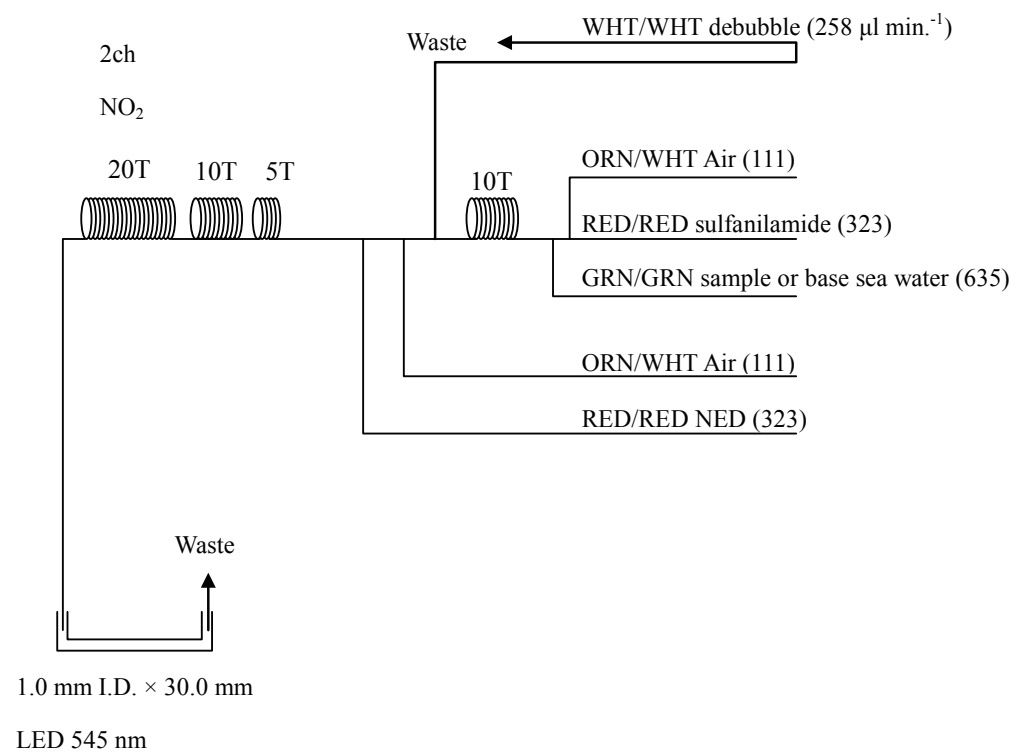 WHT/WHT debubble (258 µl min.⁻¹)
Waste
2ch
NO₂
20T
10T
5T
10T
ORN/WHT Air (111)
RED/RED sulfanilamide (323)
GRN/GRN sample or base sea water (635)
ORN/WHT Air (111)
RED/RED NED (323)
Waste
1.0 mm I.D. × 30.0 mm
LED 545 nm